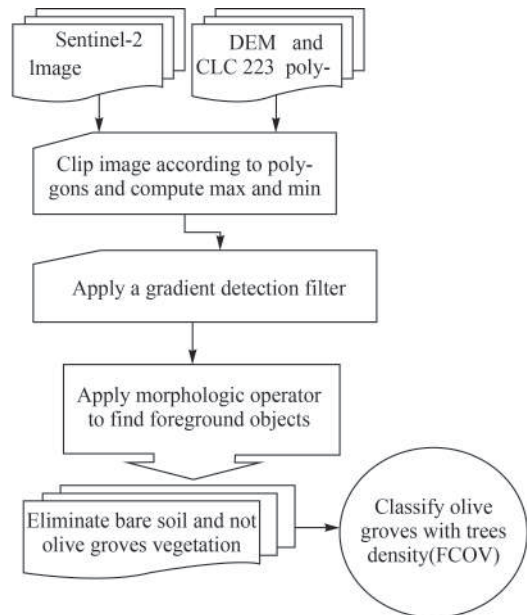 Sentinel-2
Image
DEM and
CLC 223 poly-
Clip image according to poly-
gons and compute max and min
Apply a gradient detection filter
Apply morphologic operator
to find foreground objects
Eliminate bare soil and not
olive groves vegetation
Classify olive
groves with trees
density(FCOV)